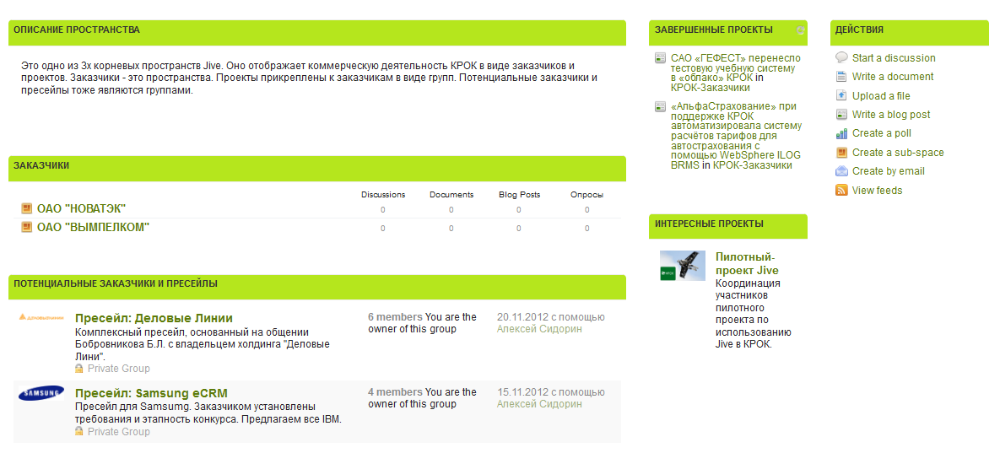 ОПИСАНИЕ ПРОСТРАНСТВА
Это одно из 3х корневых пространств Jive. Оно отображает коммерческую деятельность КРОК в виде заказчиков и
проектов. Заказчики - это пространства. Проекты прикреплены к заказчикам в виде групп. Потенциальные заказчики и
пресейлы тоже являются группами.
ЗАКАЗЧИКИ
Discussions Documents Blog Posts Опросы
ОАО "НОВАТЭК" 0 0 0 0
ОАО "ВЫМПЕЛКОМ" 0 0 0 0
ПОТЕНЦИАЛЬНЫЕ ЗАКАЗЧИКИ И ПРЕСЕЙЛЫ
Пресейл: Деловые Линии
Комплексный пресейл, основанный на общении
Бобровникова Б.Л. с владельцем холдинга "Деловые
Лини".
Private Group
6 members You are the
owner of this group
20.11.2012 с помощью
Алексей Сидорин
SAMSUNG
Пресейл: Samsung eCRM
Пресейл для Samsumg. Заказчиком установлены
требования и этапность конкурса. Предлагаем все IBM.
Private Group
4 members You are the
owner of this group
15.11.2012 с помощью
Алексей Сидорин
ЗАВЕРШЕННЫЕ ПРОЕКТЫ
САО «ГЕФЕСТ» перенесло
тестовую учебную систему
в «облако» КРОК in
КРОК-Заказчики
«АльфаСтрахование» при
поддержке КРОК
автоматизировала систему
расчётов тарифов для
автострахования с
помощью WebSphere ILOG
BRMS in КРОК-Заказчики
ИНТЕРЕСНЫЕ ПРОЕКТЫ
Пилотный-
проект Jive
Координация
участников
пилотного
проекта по
использованию
Jive в КРОК.
ДЕЙСТВИЯ
Start a discussion
Write a document
Upload a file
Write a blog post
Create a poll
Create a sub-space
Create by email
View feeds